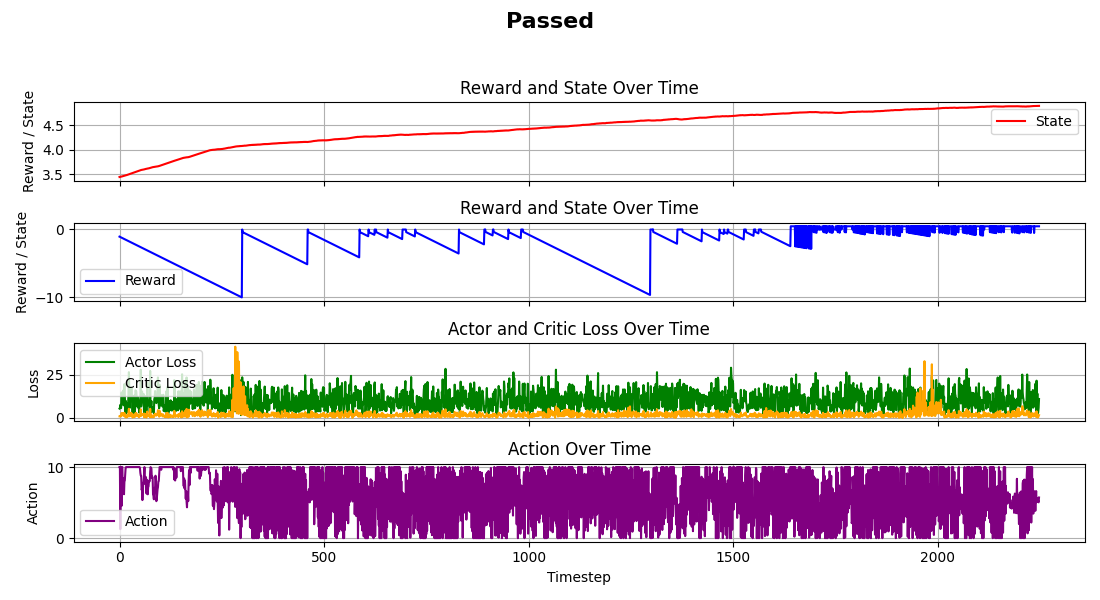 Passed
Reward and State Over Time
Reward / State
4.5
4.0
3.5
State
Reward and State Over Time
Reward / State
0
−10
Reward
Actor and Critic Loss Over Time
Loss
25
0
Actor Loss
Critic Loss
Action Over Time
Action
10
0
Action
0 500 1000 1500 2000
Timestep